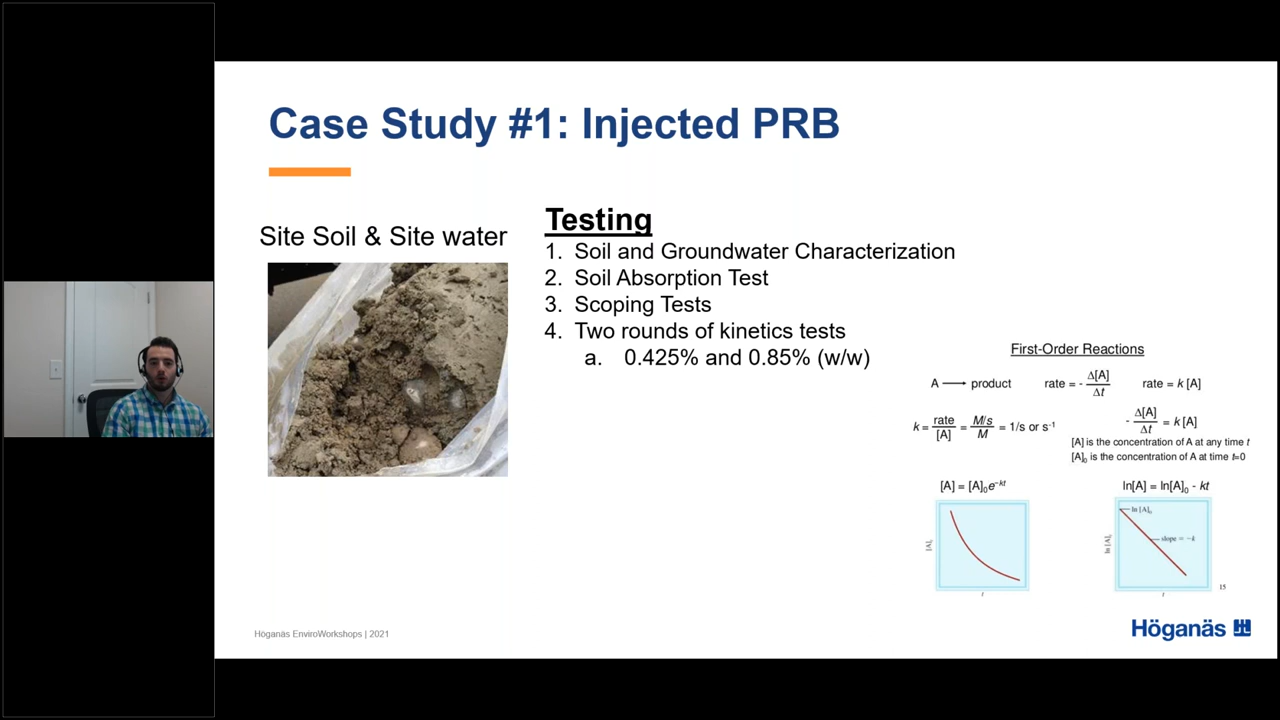 Case Study #1: Injected PRB
Site Soil & Site water
Testing
1. Soil and Groundwater Characterization
2. Soil Absorption Test
3. Scoping Tests
4. Two rounds of kinetics tests
a. 0.425% and 0.85% (w/w)
First-Order Reactions
A ⟶ product rate = - Δ[A]/Δt rate = k [A]
k = rate/[A] = M/s/M = 1/s or s⁻¹ - Δ[A]/Δt = k [A]
[A] is the concentration of A at any time t
[A]₀ is the concentration of A at time t=0
[A] = [A]₀e⁻ᵏᵗ ln[A] = ln[A]₀ - kt
ln [A]₀
slope = −k
t
t
15
Höganäs EnviroWorkshops | 2021
Höganäs